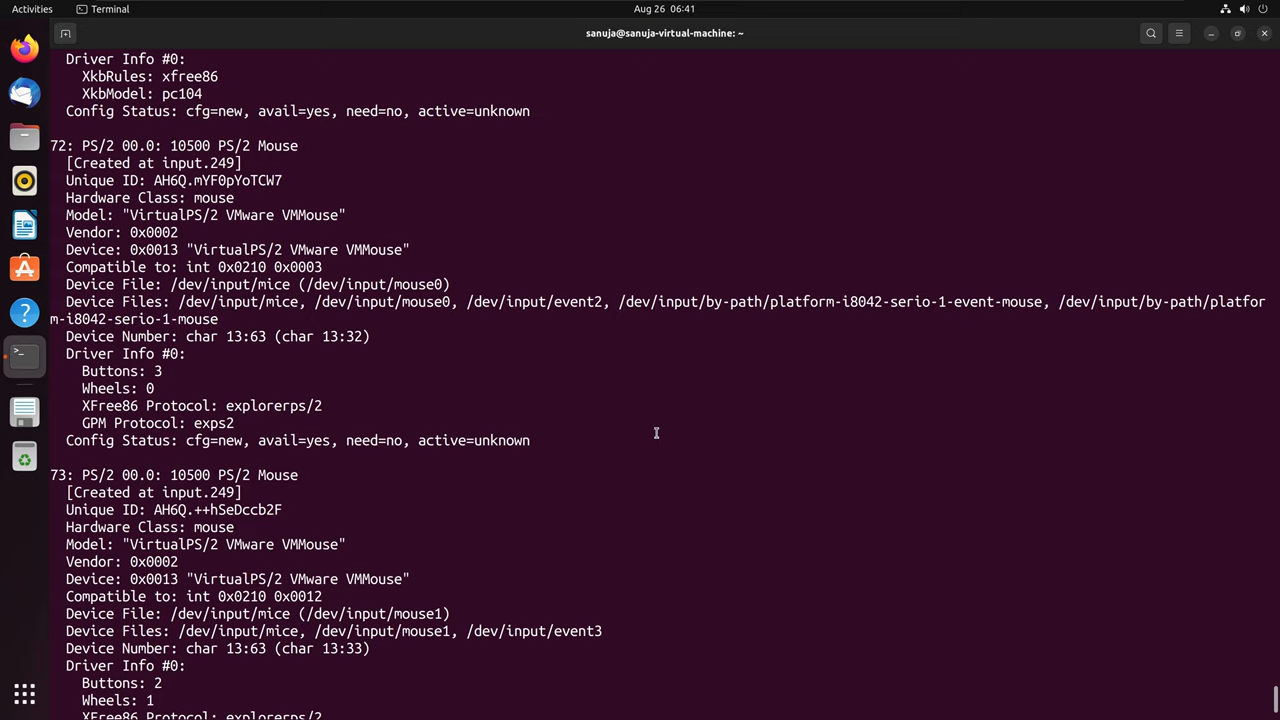 Activities
Terminal
Aug 26 06:41
sanuja@sanuja-virtual-machine: ~
Driver Info #0:
XkbRules: xfree86
XkbModel: pc104
Config Status: cfg=new, avail=yes, need=no, active=unknown
72: PS/2 00.0: 10500 PS/2 Mouse
[Created at input.249]
Unique ID: AH6Q.mYF0pYoTCW7
Hardware Class: mouse
Model: "VirtualPS/2 VMware VMMouse"
Vendor: 0x0002
Device: 0x0013 "VirtualPS/2 VMware VMMouse"
Compatible to: int 0x0210 0x0003
Device File: /dev/input/mice (/dev/input/mouse0)
Device Files: /dev/input/mice, /dev/input/mouse0, /dev/input/event2, /dev/input/by-path/platform-i8042-serio-1-event-mouse, /dev/input/by-path/platfor
m-i8042-serio-1-mouse
Device Number: char 13:63 (char 13:32)
Driver Info #0:
Buttons: 3
Wheels: 0
XFree86 Protocol: explorerps/2
GPM Protocol: exps2
Config Status: cfg=new, avail=yes, need=no, active=unknown
73: PS/2 00.0: 10500 PS/2 Mouse
[Created at input.249]
Unique ID: AH6Q.++hSeDccb2F
Hardware Class: mouse
Model: "VirtualPS/2 VMware VMMouse"
Vendor: 0x0002
Device: 0x0013 "VirtualPS/2 VMware VMMouse"
Compatible to: int 0x0210 0x0012
Device File: /dev/input/mice (/dev/input/mouse1)
Device Files: /dev/input/mice, /dev/input/mouse1, /dev/input/event3
Device Number: char 13:63 (char 13:33)
Driver Info #0:
Buttons: 2
Wheels: 1
XFree86 Protocol: explorerps/2